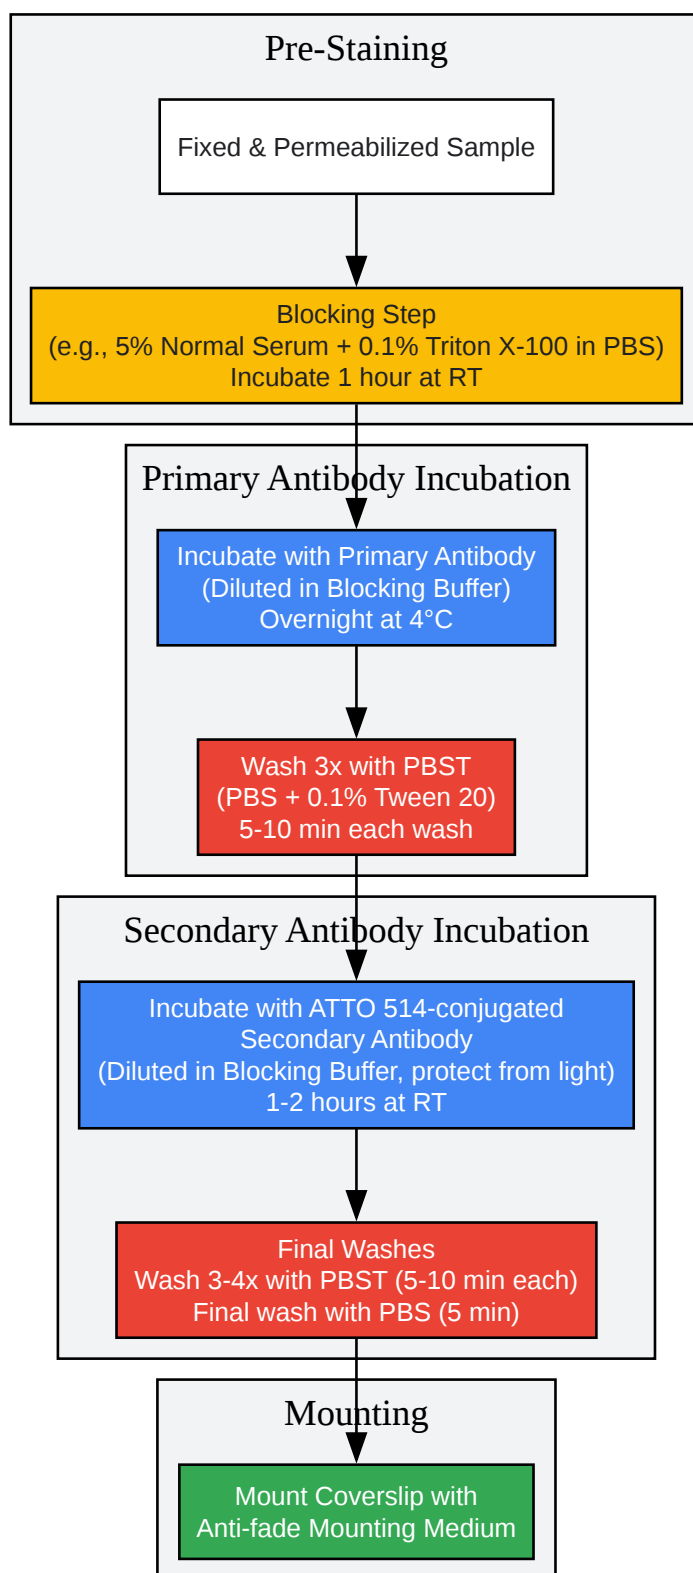 Pre-Staining
Fixed & Permeabilized Sample
Blocking Step
(e.g., 5% Normal Serum + 0.1% Triton X-100 in PBS)
Incubate 1 hour at RT
Primary Antibody Incubation
Incubate with Primary Antibody
(Diluted in Blocking Buffer)
Overnight at 4°C
Wash 3x with PBST
(PBS + 0.1% Tween 20)
5-10 min each wash
Secondary Antibody Incubation
Incubate with ATTO 514-conjugated
Secondary Antibody
(Diluted in Blocking Buffer, protect from light)
1-2 hours at RT
Final Washes
Wash 3-4x with PBST (5-10 min each)
Final wash with PBS (5 min)
Mounting
Mount Coverslip with
Anti-fade Mounting Medium